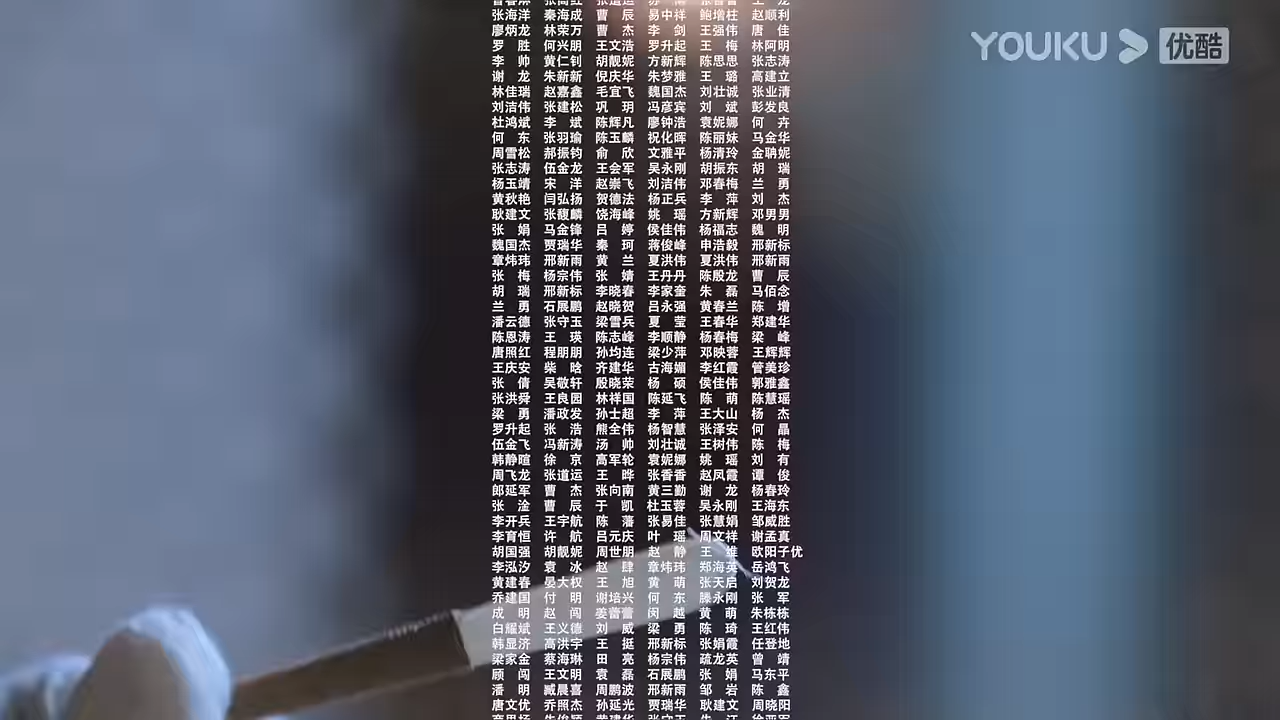 YOUKU 优酷
张海洋 秦海成 曹 辰 易中祥 鲍增柱 赵顺利
廖炳龙 林荣万 曹 杰 李 剑 王强伟 唐 佳
罗 胜 何兴朋 王文浩 罗升起 王 梅 林阿明
李 帅 黄仁钊 胡靓妮 方新辉 陈思思 张志涛
谢 龙 朱新新 倪庆华 朱梦雅 王 璐 高建立
林佳瑞 赵嘉鑫 毛宜飞 魏国杰 刘壮诚 张业清
刘洁伟 张建松 巩 玥 冯彦宾 刘 斌 彭发良
杜鸿斌 李 斌 陈辉凡 廖钟浩 袁妮娜 何 卉
何 东 张羽瑜 陈玉麟 祝化晖 陈丽妹 马金华
周雪松 郝振钧 俞 欣 文雅平 杨清玲 金聃妮
张志涛 伍金龙 王会军 吴永刚 胡振东 胡 瑞
杨玉靖 宋 洋 赵崇飞 刘洁伟 邓春梅 兰 勇
黄秋艳 闫弘扬 贺德法 杨正兵 李 萍 刘 杰
耿建文 张馥麟 饶海峰 姚 瑶 方新辉 邓男男
张 娟 马金锋 吕 婷 侯佳伟 杨福志 魏 明
魏国杰 贾瑞华 秦 珂 蒋俊峰 申浩毅 邢新标
章炜玮 邢新雨 黄 兰 夏洪伟 夏洪伟 邢新雨
张 梅 杨宗伟 张 婧 王丹丹 陈殷龙 曹 辰
胡 瑞 邢新标 李晓春 李家奎 朱 磊 马佰念
兰 勇 石展鹏 赵晓贺 吕永强 黄春兰 陈 增
潘云德 张守玉 梁雪兵 夏 莹 王春华 郑建华
陈恩涛 王 瑛 陈志峰 李顺静 杨春梅 梁 峰
唐照红 程朋朋 孙均连 梁少萍 邓映蓉 王辉辉
王庆安 柴 晗 齐建华 古海媚 李红霞 管美珍
张 倩 吴敬轩 殷晓荣 杨 硕 侯佳伟 郭雅鑫
张洪舜 王良园 林祥国 陈延飞 陈 萌 陈慧瑶
梁 勇 潘政发 孙士超 李 萍 王大山 杨 杰
罗升起 张 浩 熊全伟 杨智慧 张泽安 何 晶
伍金飞 冯新涛 汤 帅 刘壮诚 王树伟 陈 梅
韩静暄 徐 京 高军轮 袁妮娜 姚 瑶 刘 有
周飞龙 张道运 王 晔 张香香 赵凤霞 谭 俊
郎延军 曹 杰 张向南 黄三勤 谢 龙 杨春玲
张 淦 曹 辰 于 凯 杜玉蓉 吴永刚 王海东
李开兵 王宇航 陈 藩 张易佳 张慧娟 邹威胜
李育恒 许 航 吕元庆 叶 瑶 周文祥 谢孟真
胡国强 胡靓妮 周世朋 赵 静 王 维 欧阳子优
李泓汐 袁 冰 赵 肆 章炜玮 郑海英 岳鸿飞
黄建春 晏大权 王 旭 黄 萌 张天启 刘贺龙
乔建国 付 明 谢培兴 何 东 滕永刚 张 军
成 明 赵 闯 姜蕾蕾 闵 越 黄 萌 朱栋栋
白耀斌 王义德 刘 威 梁 勇 陈 琦 王红伟
韩显济 高洪宇 王 挺 邢新标 张娟霞 任登地
梁家金 蔡海琳 田 亮 杨宗伟 疏龙英 曾 靖
顾 闯 王文明 袁 磊 石展鹏 张 娟 马东平
潘 明 臧晨喜 周鹏波 邢新雨 邹 岩 陈 鑫
唐文优 乔照杰 孙延光 贾瑞华 耿建文 周晓阳